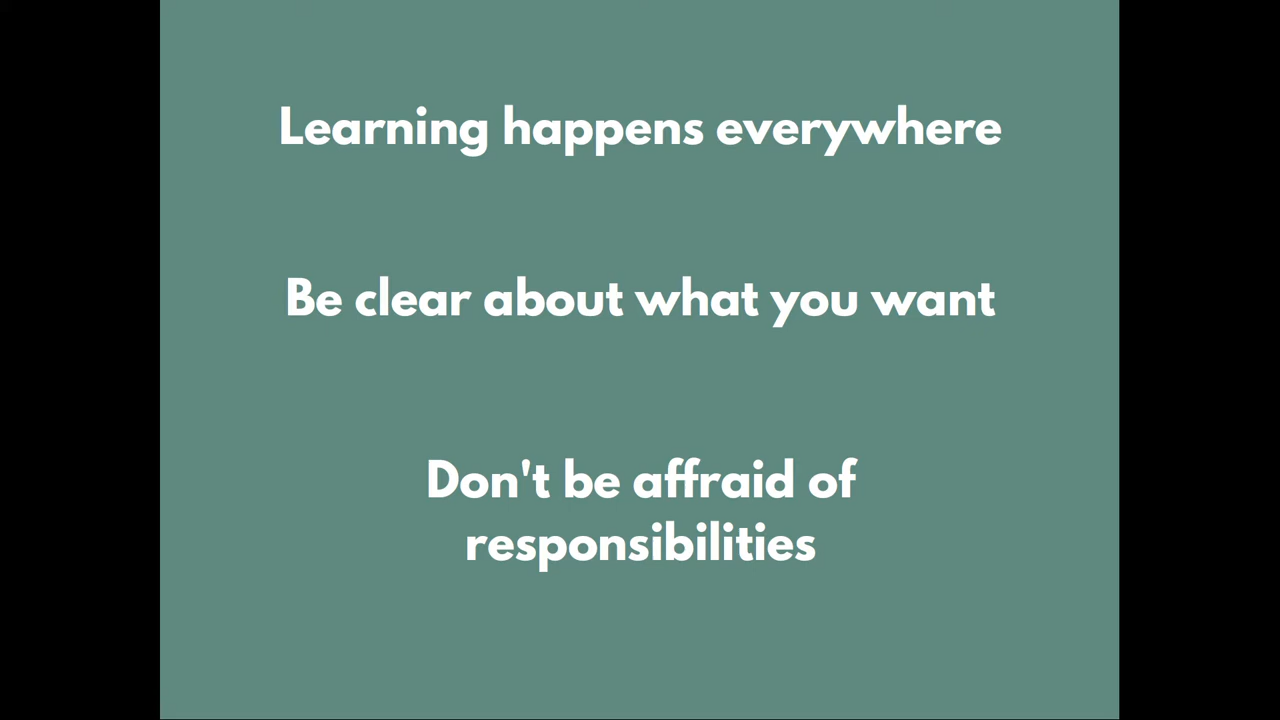 Learning happens everywhere
Be clear about what you want
Don't be affraid of
responsibilities